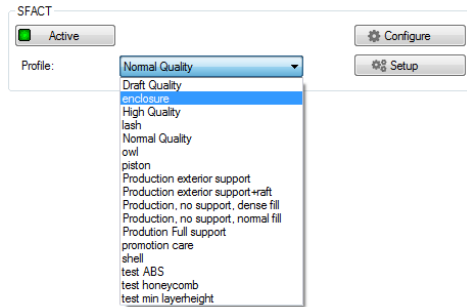 SFACT
Active
Configure
Profile:
Normal Quality
Setup
Draft Quality
enclosure
High Quality
lash
Normal Quality
owl
piston
Production exterior support
Production exterior support+raft
Production, no support, dense fill
Production, no support, normal fill
Prodution Full support
promotion care
shell
test ABS
test honeycomb
test min layerheight